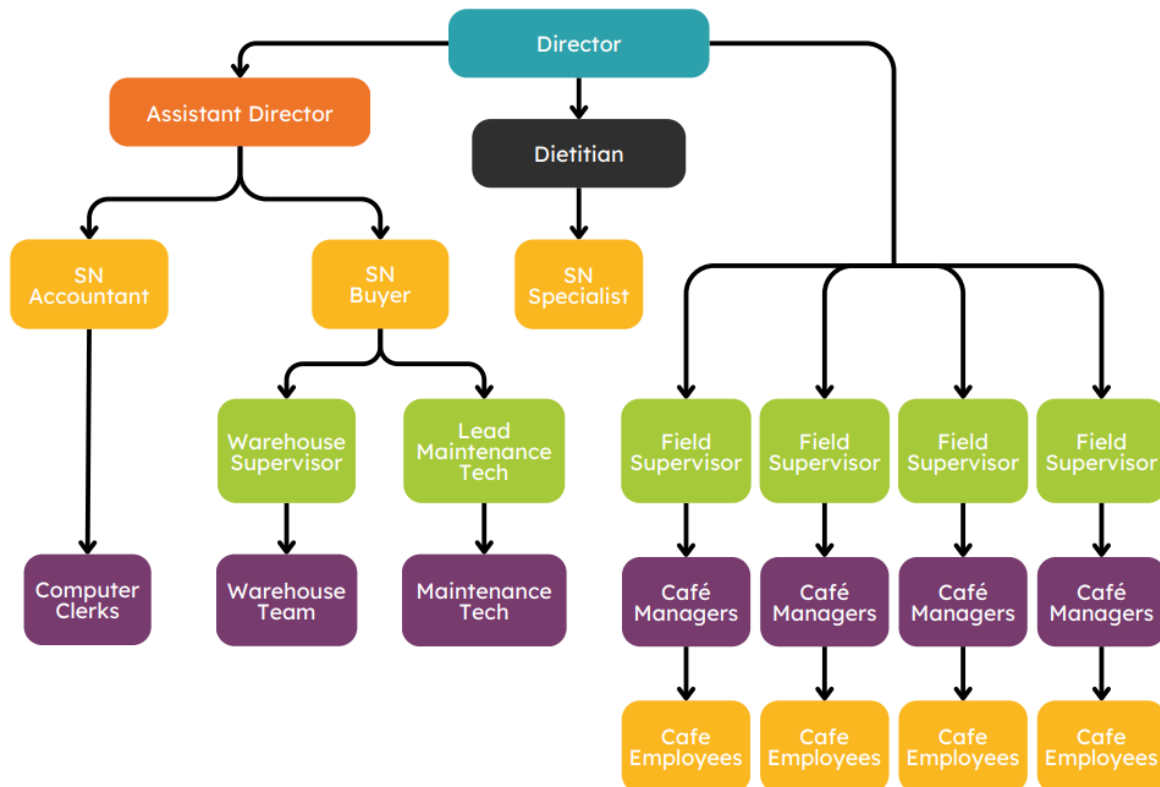 Director
Assistant Director
Dietitian
SN
Accountant
SN
Buyer
SN
Specialist
Warehouse
Supervisor
Lead
Maintenance
Tech
Field
Supervisor
Field
Supervisor
Field
Supervisor
Field
Supervisor
Computer
Clerks
Warehouse
Team
Maintenance
Tech
Café
Managers
Café
Managers
Café
Managers
Café
Managers
Cafe
Employees
Cafe
Employees
Cafe
Employees
Cafe
Employees